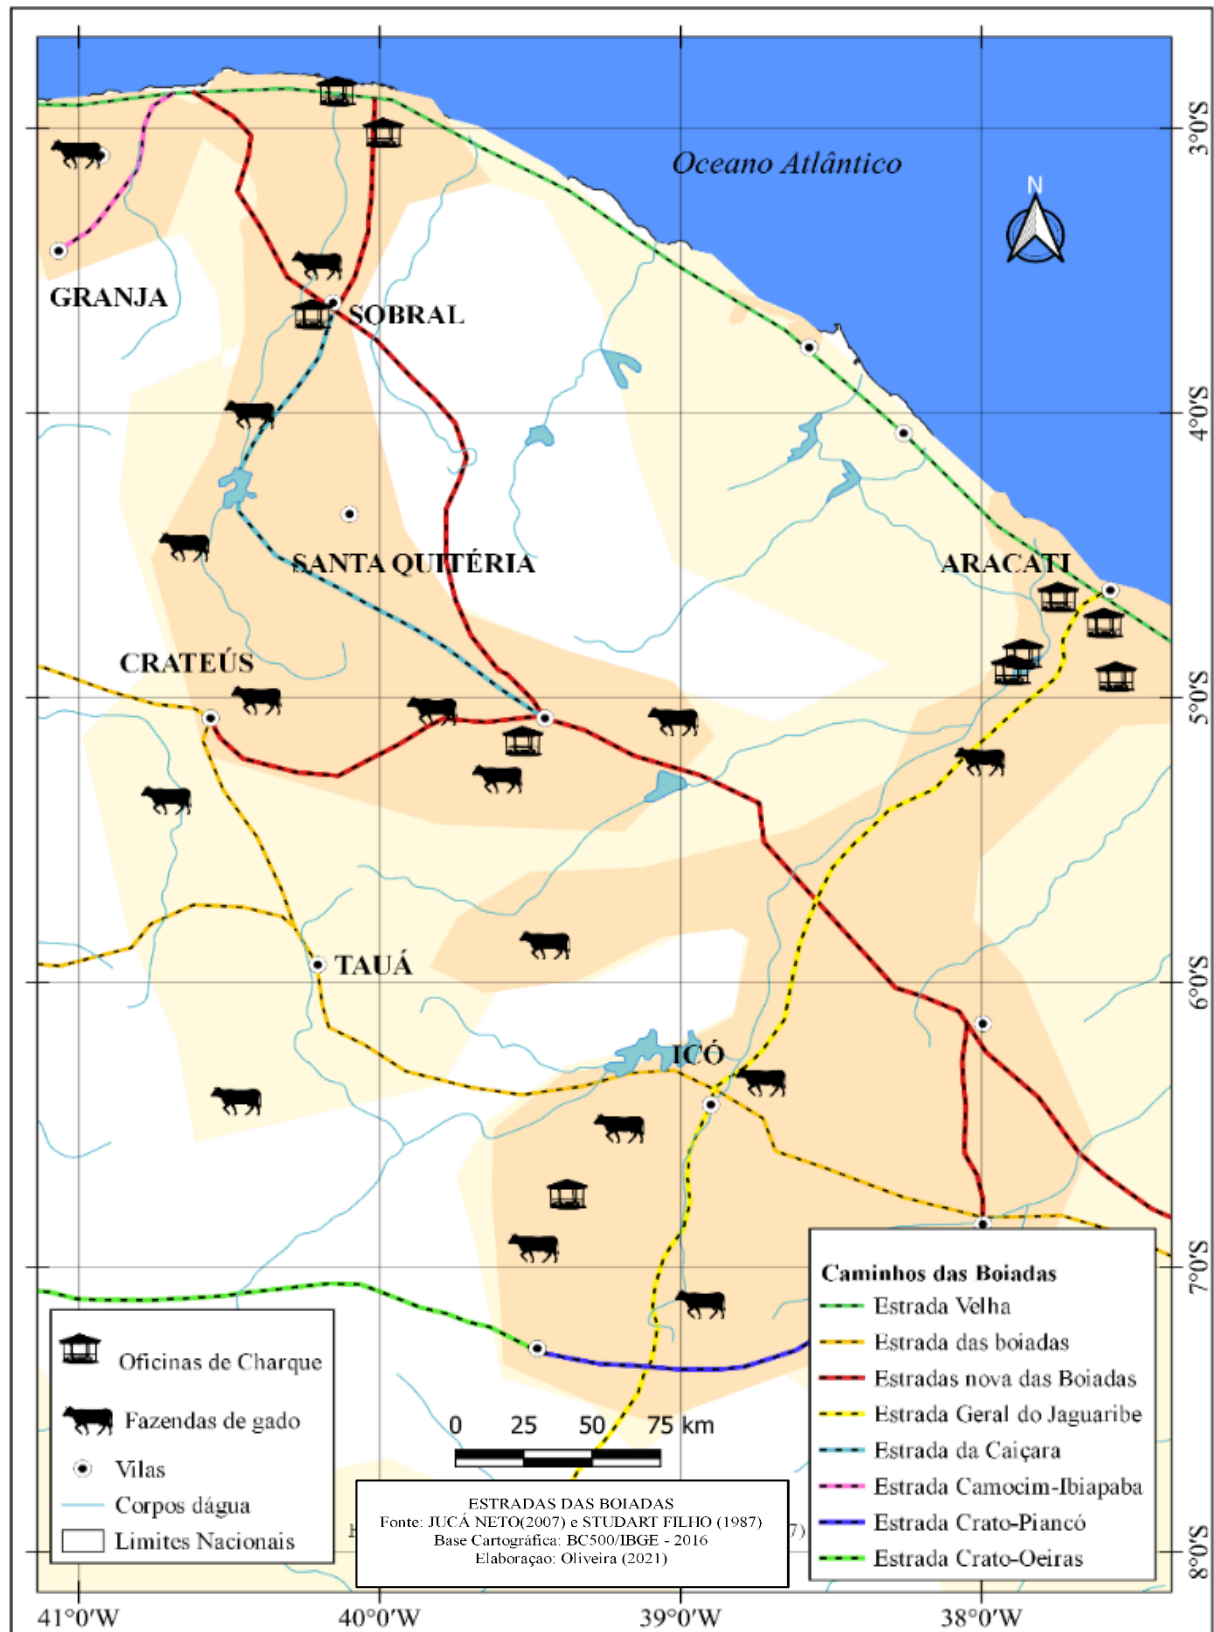 Oceano Atlântico
N
3°0'S
GRANJA
SOBRAL
4°0'S
SANTA QUITÉRIA
ARACATI
CRATEÚS
5°0'S
TAUÁ
6°0'S
ICÓ
7°0'S
Caminhos das Boiadas
Estrada Velha
Estrada das boiadas
Estradas nova das Boiadas
Estrada Geral do Jaguaribe
Estrada da Caiçara
Estrada Camocim-Ibiapaba
Estrada Crato-Piancó
Estrada Crato-Oeiras
Oficinas de Charque
Fazendas de gado
Vilas
Corpos dágua
Limites Nacionais
0 25 50 75 km
ESTRADAS DAS BOIADAS
Fonte: JUCÁ NETO(2007) e STUDART FILHO (1987)
Base Cartográfica: BC500/IBGE - 2016
Elaboraçao: Oliveira (2021)
7)
8°0'S
41°0'W 40°0'W 39°0'W 38°0'W